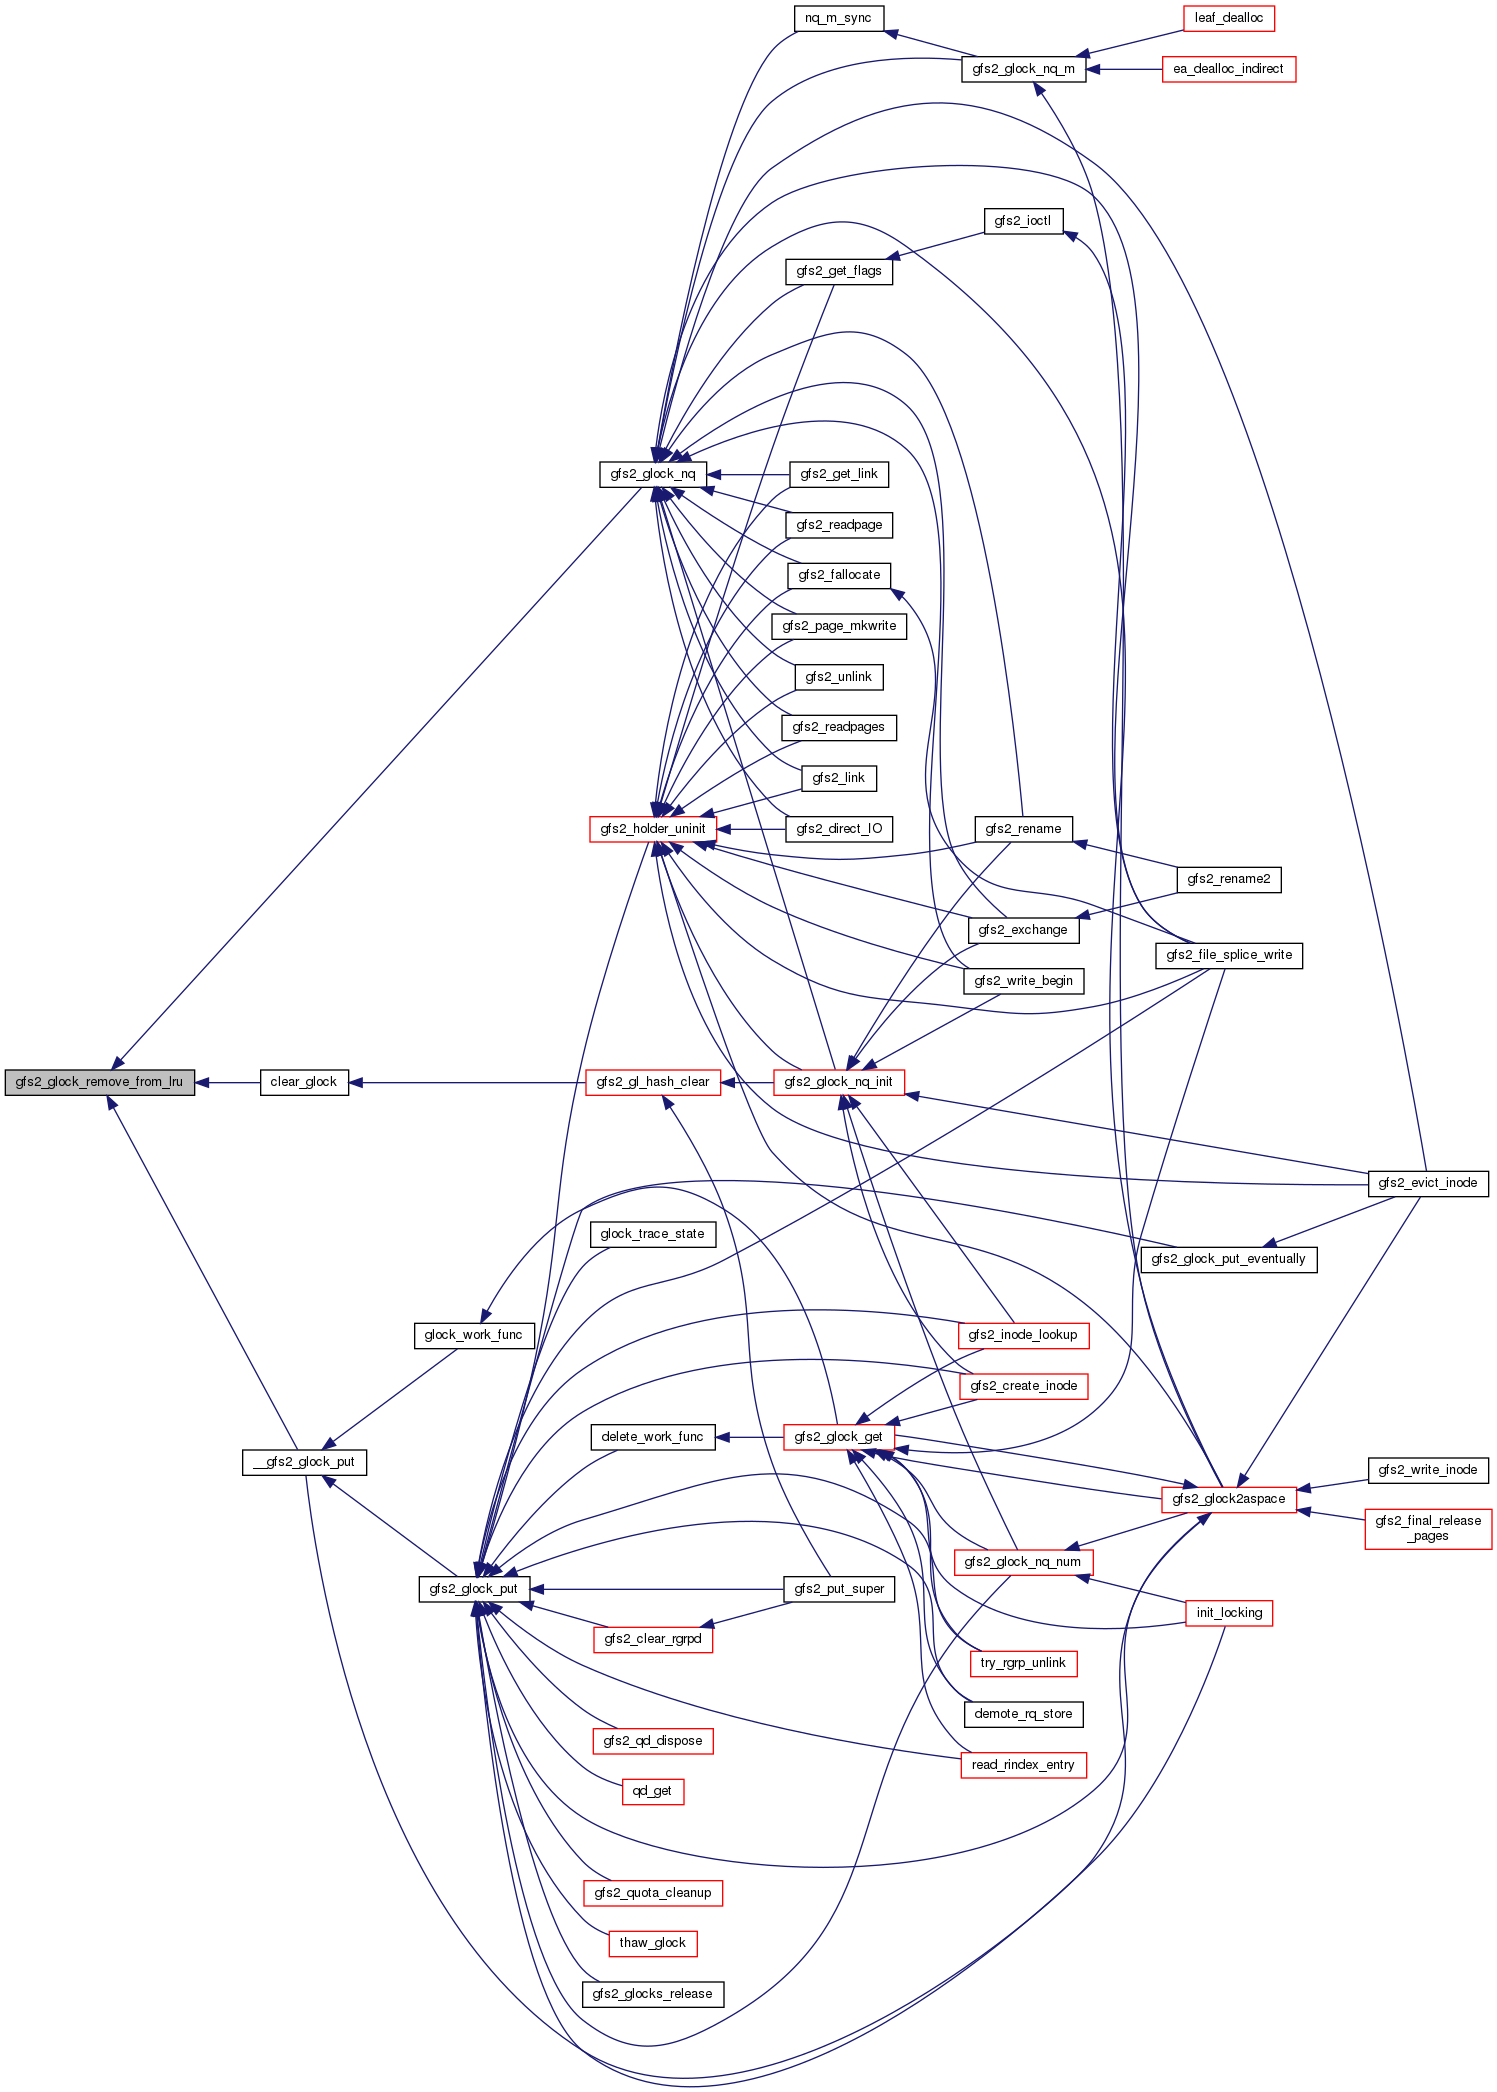 nq_m_sync
leaf_dealloc
gfs2_glock_nq_m
ea_dealloc_indirect
gfs2_ioctl
gfs2_get_flags
gfs2_glock_nq
gfs2_get_link
gfs2_readpage
gfs2_fallocate
gfs2_page_mkwrite
gfs2_unlink
gfs2_readpages
gfs2_link
gfs2_holder_uninit
gfs2_direct_IO
gfs2_rename
gfs2_rename2
gfs2_exchange
gfs2_file_splice_write
gfs2_write_begin
gfs2_glock_remove_from_lru
clear_glock
gfs2_gl_hash_clear
gfs2_glock_nq_init
gfs2_evict_inode
glock_trace_state
gfs2_glock_put_eventually
glock_work_func
gfs2_inode_lookup
gfs2_create_inode
delete_work_func
gfs2_glock_get
__gfs2_glock_put
gfs2_write_inode
gfs2_glock2aspace
gfs2_final_release
_pages
gfs2_glock_nq_num
gfs2_glock_put
gfs2_put_super
init_locking
gfs2_clear_rgrpd
try_rgrp_unlink
demote_rq_store
gfs2_qd_dispose
read_rindex_entry
qd_get
gfs2_quota_cleanup
thaw_glock
gfs2_glocks_release